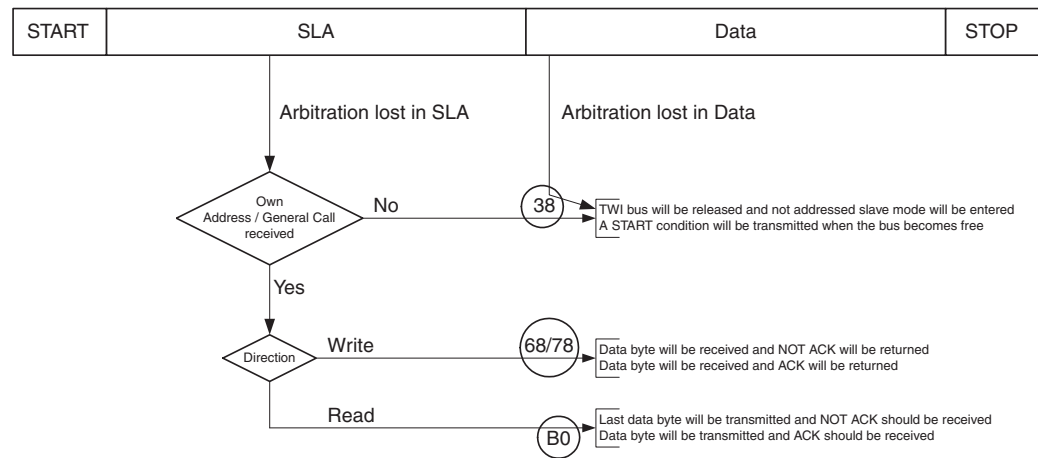 START
SLA
Data
STOP
Arbitration lost in SLA
Arbitration lost in Data
Own
Address / General Call
received
No
38
TWI bus will be released and not addressed slave mode will be entered
A START condition will be transmitted when the bus becomes free
Yes
Direction
Write
68/78
Data byte will be received and NOT ACK will be returned
Data byte will be received and ACK will be returned
Read
B0
Last data byte will be transmitted and NOT ACK should be received
Data byte will be transmitted and ACK should be received